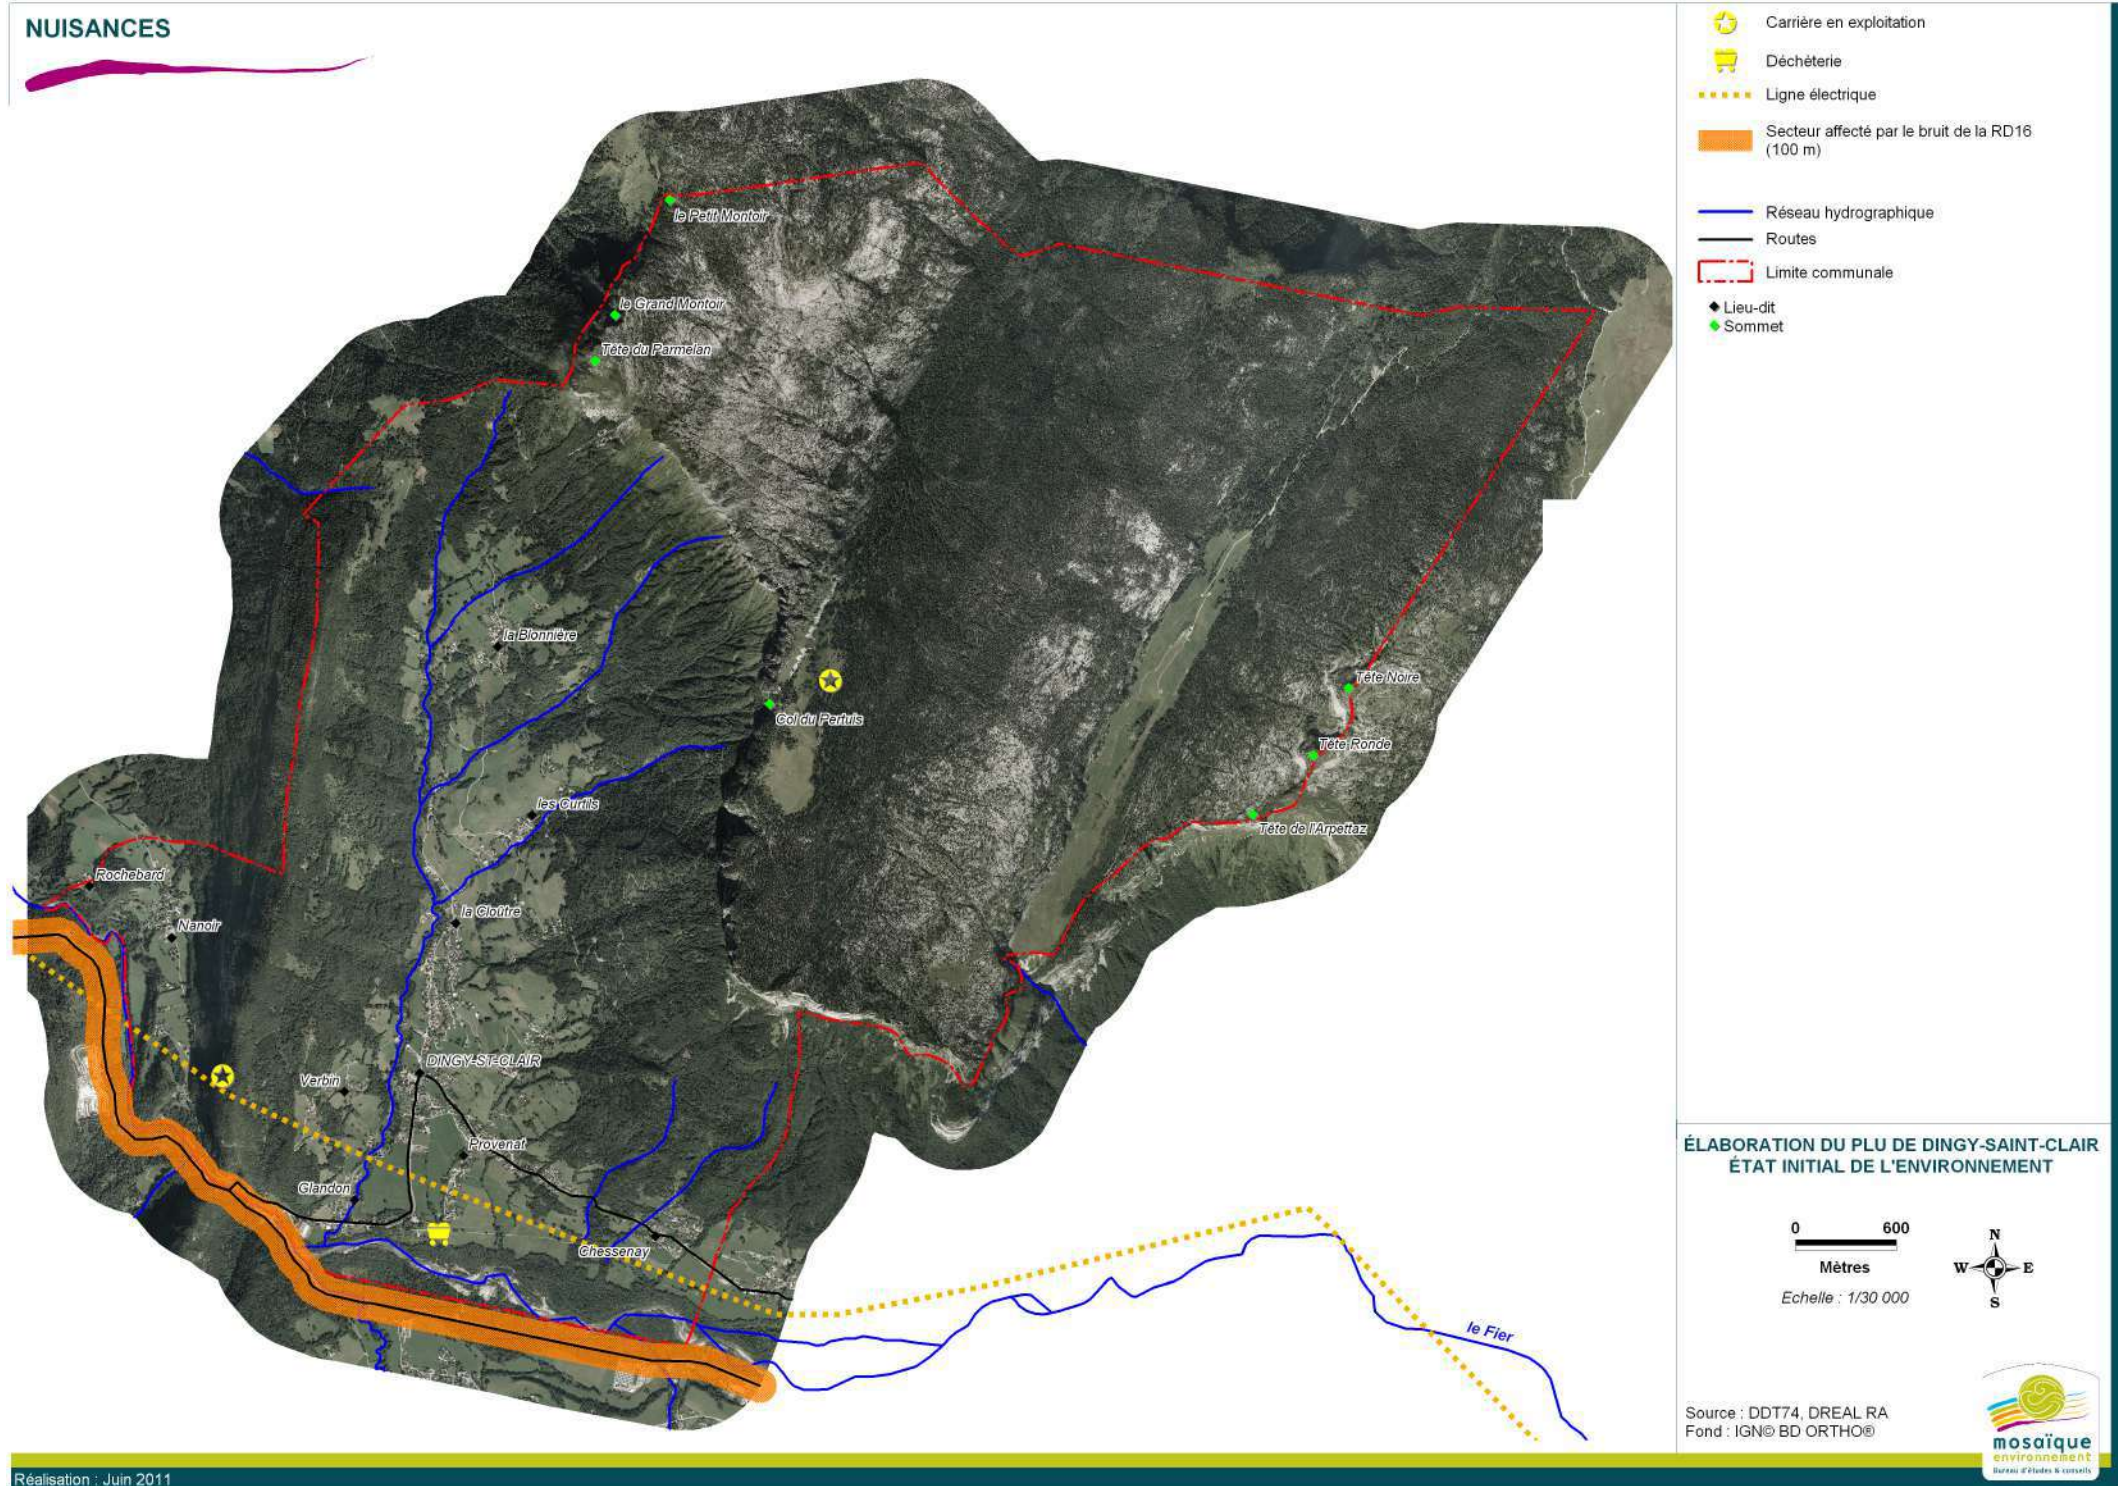 NUISANCES
Carrière en exploitation
Déchèterie
Ligne électrique
Secteur affecté par le bruit de la RD16
(100 m)
Réseau hydrographique
Routes
Limite communale
Lieu-dit
Sommet
le Petit Montoir
le Grand Montoir
Tête du Parmelan
la Blonnière
Tête Noire
Col du Pertuis
Tête Ronde
les Curtils
Tête de l'Arpettaz
Rochebard
la Cloûtre
Nanoir
DINGY-ST-CLAIR
Verbin
Provenat
Glandon
Chessenay
le Fier
ÉLABORATION DU PLU DE DINGY-SAINT-CLAIR
ÉTAT INITIAL DE L'ENVIRONNEMENT
0 600
Mètres
Echelle : 1/30 000
N
W E
S
Source : DDT74, DREAL RA
Fond : IGN© BD ORTHO®
mosaïque
environnement
Bureau d'études & conseils
Réalisation : Juin 2011